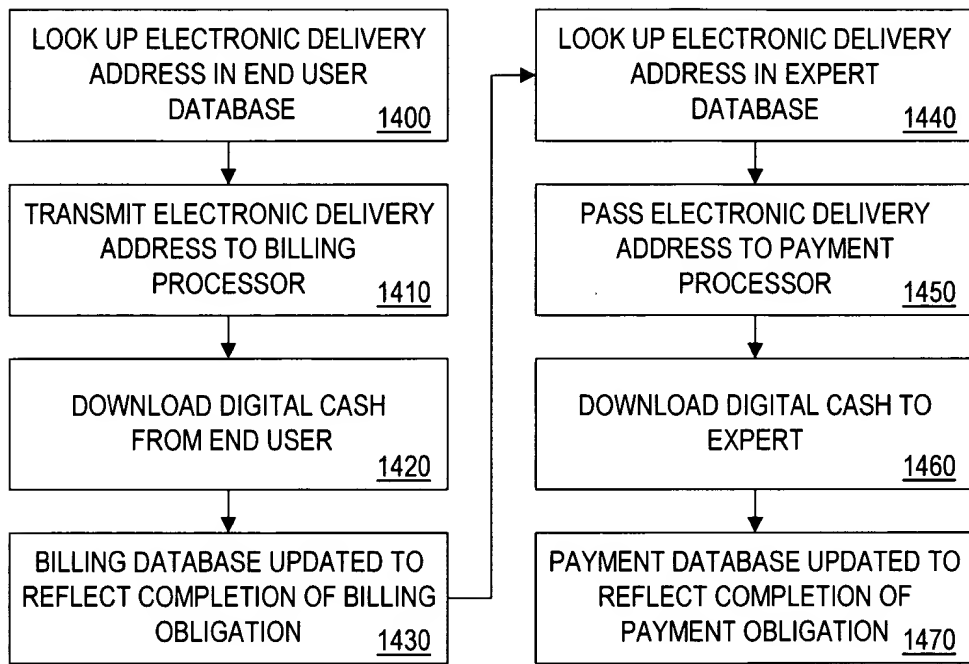 LOOK UP ELECTRONIC DELIVERY
ADDRESS IN END USER
DATABASE
1400
TRANSMIT ELECTRONIC DELIVERY
ADDRESS TO BILLING
PROCESSOR
1410
DOWNLOAD DIGITAL CASH
FROM END USER
1420
BILLING DATABASE UPDATED TO
REFLECT COMPLETION OF BILLING
OBLIGATION
1430
LOOK UP ELECTRONIC DELIVERY
ADDRESS IN EXPERT
DATABASE
1440
PASS ELECTRONIC DELIVERY
ADDRESS TO PAYMENT
PROCESSOR
1450
DOWNLOAD DIGITAL CASH TO
EXPERT
1460
PAYMENT DATABASE UPDATED TO
REFLECT COMPLETION OF
PAYMENT OBLIGATION
1470